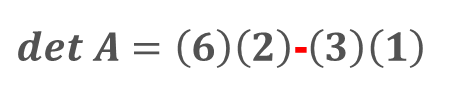 det A = (6)(2)-(3)(1)